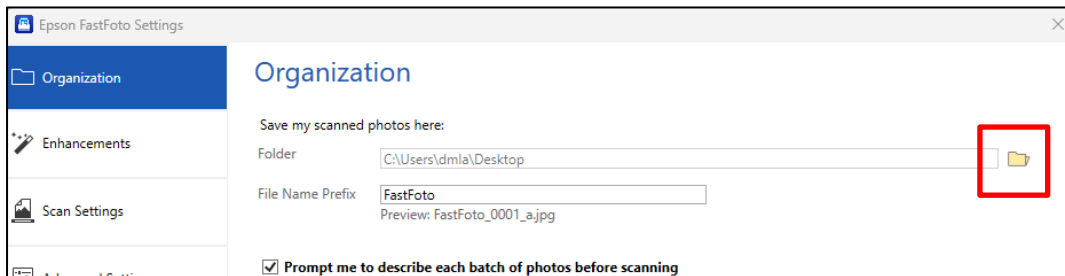 Epson FastFoto Settings
Organization
Enhancements
Scan Settings
Organization
Save my scanned photos here:
Folder
C:\Users\dmla\Desktop
File Name Prefix
FastFoto
Preview: FastFoto_0001_a.jpg
Prompt me to describe each batch of photos before scanning